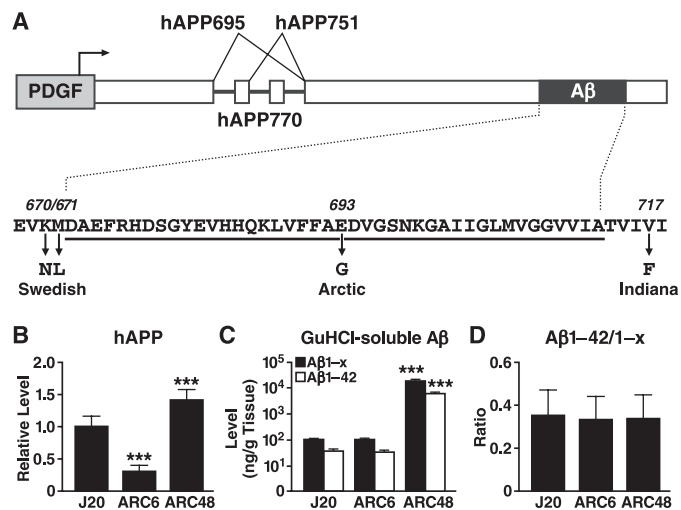 A
hAPP695 hAPP751
PDGF
Aβ
hAPP770
670/671 693 717
EVKMDAEFRHDSGYEVHHQKLVFFAEDVGSNKGAIIGLMVGGVVIATVIVI
NL G F
Swedish Arctic Indiana
B hAPP
Relative Level
2.0
1.5
1.0
0.5
0
***
***
J20 ARC6 ARC48
C GuHCl-soluble Aβ
Aβ1–x
Aβ1–42
Level
(ng/g Tissue)
10⁵
10⁴
10³
10²
10¹
0
***
***
J20 ARC6 ARC48
D Aβ1–42/1–x
Ratio
0.6
0.4
0.2
0
J20 ARC6 ARC48